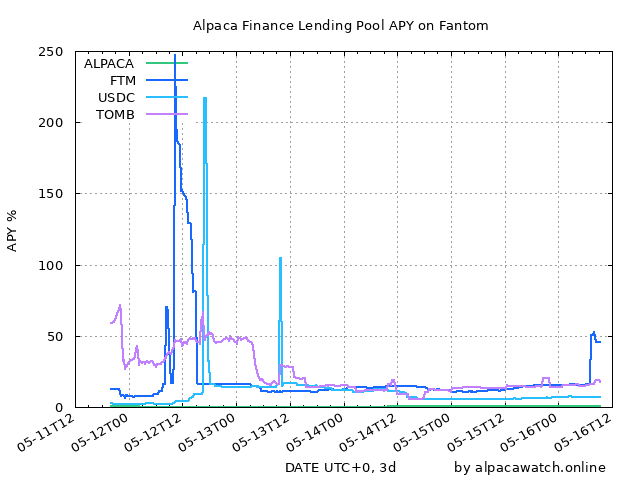 Alpaca Finance Lending Pool APY on Fantom
APY %
250
200
150
100
50
0
ALPACA
FTM
USDC
TOMB
05-11T12
05-12T00
05-12T12
05-13T00
05-13T12
05-14T00
05-14T12
05-15T00
05-15T12
05-16T00
05-16T12
DATE UTC+0, 3d
by alpacawatch.online